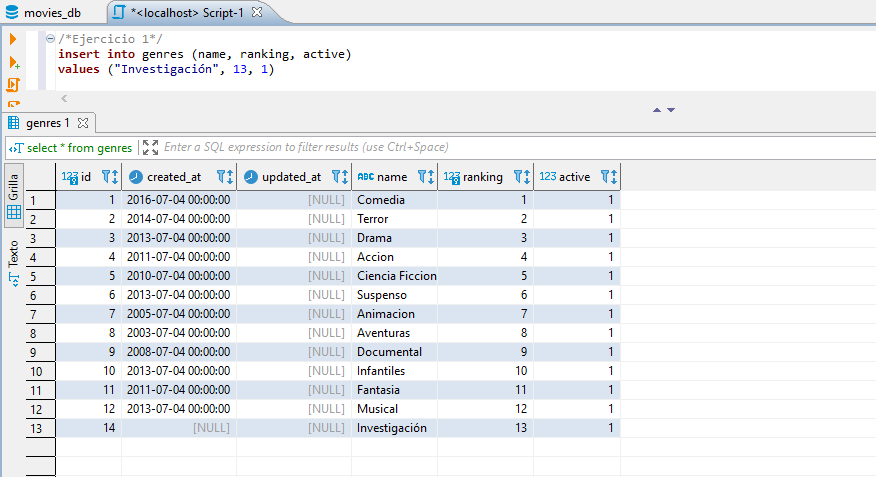 movies_db
*<localhost> Script-1
/*Ejercicio 1*/
insert into genres (name, ranking, active)
values ("Investigación", 13, 1)
genres 1
select * from genres Enter a SQL expression to filter results (use Ctrl+Space)
Grilla
Texto
123 id created_at updated_at ABC name 123 ranking 123 active
1 1 2016-07-04 00:00:00 [NULL] Comedia 1 1
2 2 2014-07-04 00:00:00 [NULL] Terror 2 1
3 3 2013-07-04 00:00:00 [NULL] Drama 3 1
4 4 2011-07-04 00:00:00 [NULL] Accion 4 1
5 5 2010-07-04 00:00:00 [NULL] Ciencia Ficcion 5 1
6 6 2013-07-04 00:00:00 [NULL] Suspenso 6 1
7 7 2005-07-04 00:00:00 [NULL] Animacion 7 1
8 8 2003-07-04 00:00:00 [NULL] Aventuras 8 1
9 9 2008-07-04 00:00:00 [NULL] Documental 9 1
10 10 2013-07-04 00:00:00 [NULL] Infantiles 10 1
11 11 2011-07-04 00:00:00 [NULL] Fantasia 11 1
12 12 2013-07-04 00:00:00 [NULL] Musical 12 1
13 14 [NULL] [NULL] Investigación 13 1